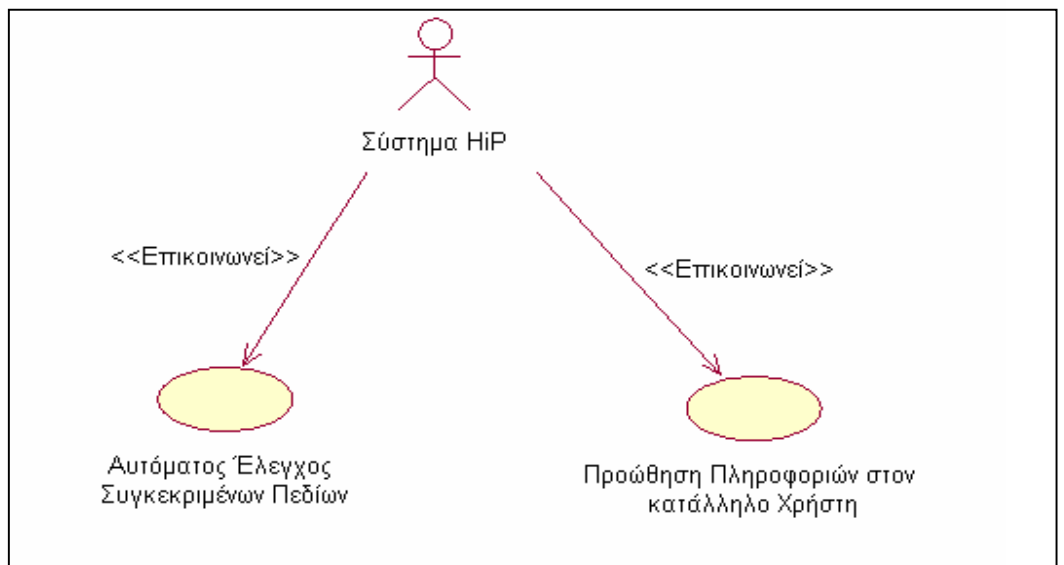 Σύστημα HiP
<<Επικοινωνεί>>
<<Επικοινωνεί>>
Αυτόματος Έλεγχος
Συγκεκριμένων Πεδίων
Προώθηση Πληροφοριών στον
κατάλληλο Χρήστη